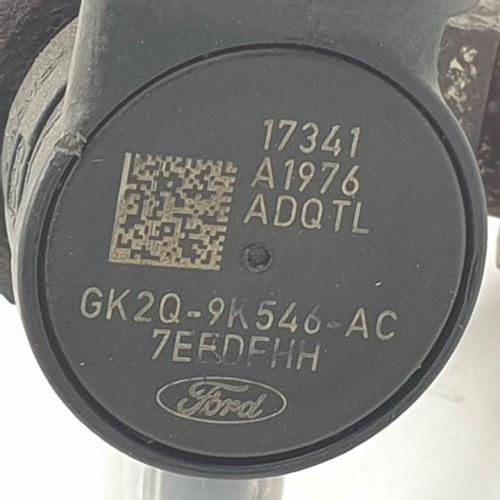 17341
A1976
ADQTL
GK2Q-9K546-AC
7EEDFHH
Ford